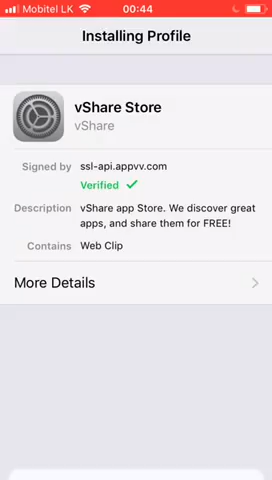 Mobitel LK 00:44
Installing Profile
vShare Store
vShare
Signed by ssl-api.appvv.com
Verified
Description vShare app Store. We discover great
apps, and share them for FREE!
Contains Web Clip
More Details